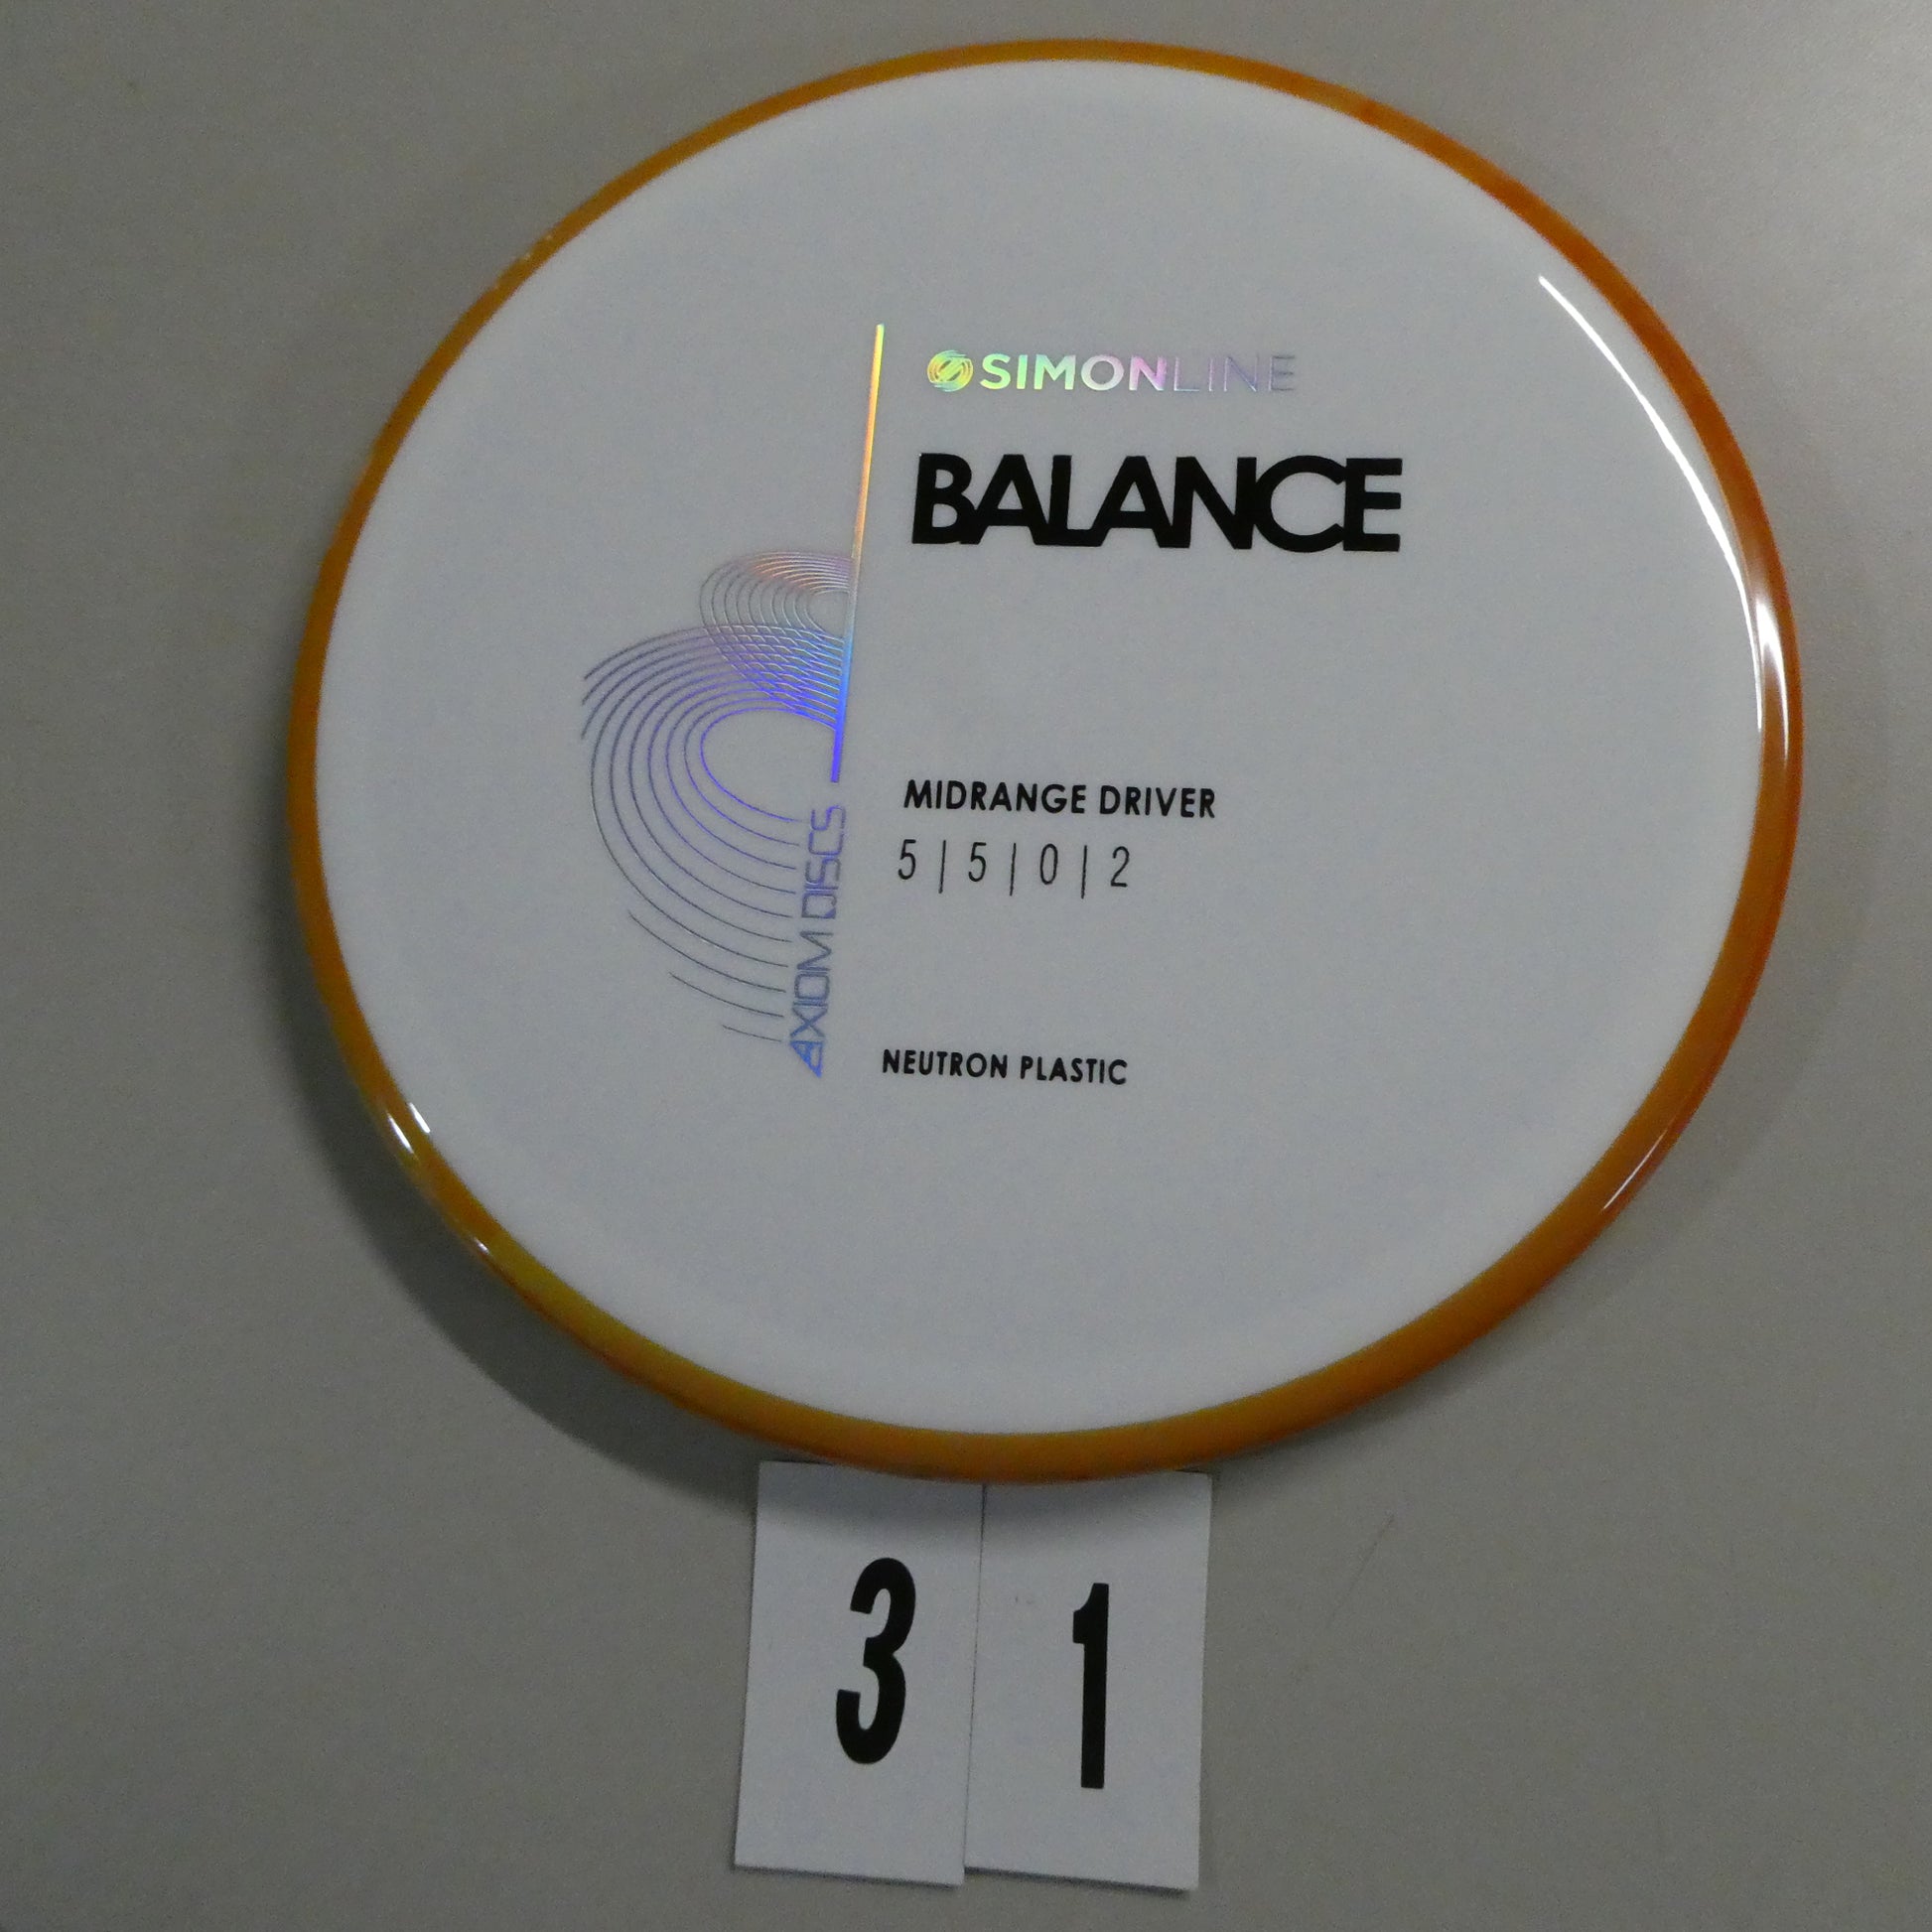 SIMONLINE
BALANCE
MIDRANGE DRIVER
5 | 5 | 0 | 2
AXIOM DISCS
NEUTRON PLASTIC
3 1